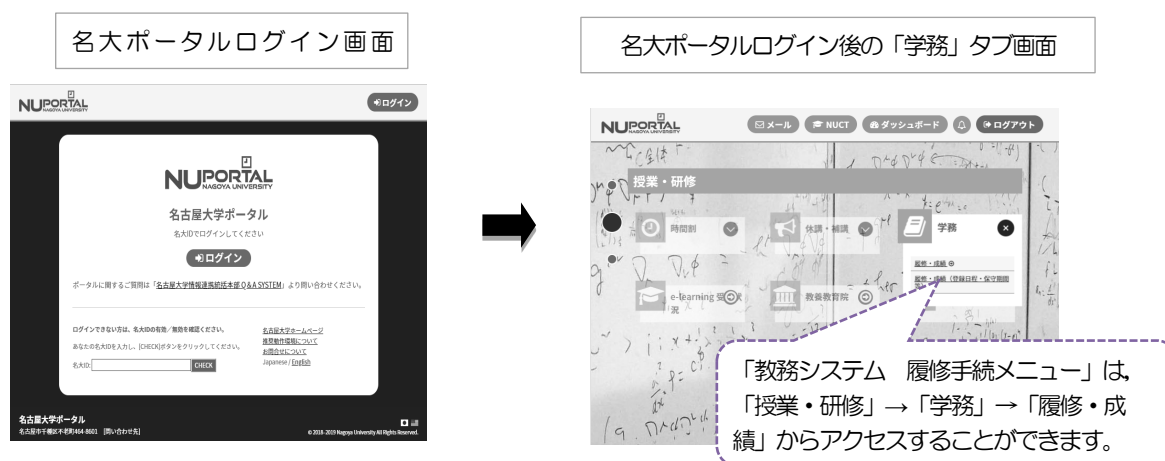 名大ポータルログイン画面
名大ポータルログイン後の「学務」タブ画面
NUPORTAL
NAGOYA UNIVERSITY
ログイン
NUPORTAL
NAGOYA UNIVERSITY
名古屋大学ポータル
名大IDでログインしてください
ログイン
ポータルに関するご質問は「名古屋大学情報連携統括本部 Q & A SYSTEM」より問い合わせください。
ログインできない方は、名大IDの有効／無効を確認ください。
あなたの名大IDを入力し、[CHECK]ボタンをクリックしてください。
名大ID:
CHECK
名古屋大学ホームページ
推奨動作環境について
お問合せについて
Japanese / English
名古屋大学ポータル
名古屋市千種区不老町464-8601 [問い合わせ先]
© 2018-2019 Nagoya University All Rights Reserved.
NUPORTAL
NAGOYA UNIVERSITY
メール
NUCT
ダッシュボード
ログアウト
授業・研修
時間割
休講・補講
学務
履修・成績
履修・成績（登録日程・保守期間
e-learning 受
況
教養教育院
「教務システム　履修手続メニュー」は，
「授業・研修」→「学務」→「履修・成
績」からアクセスすることができます。